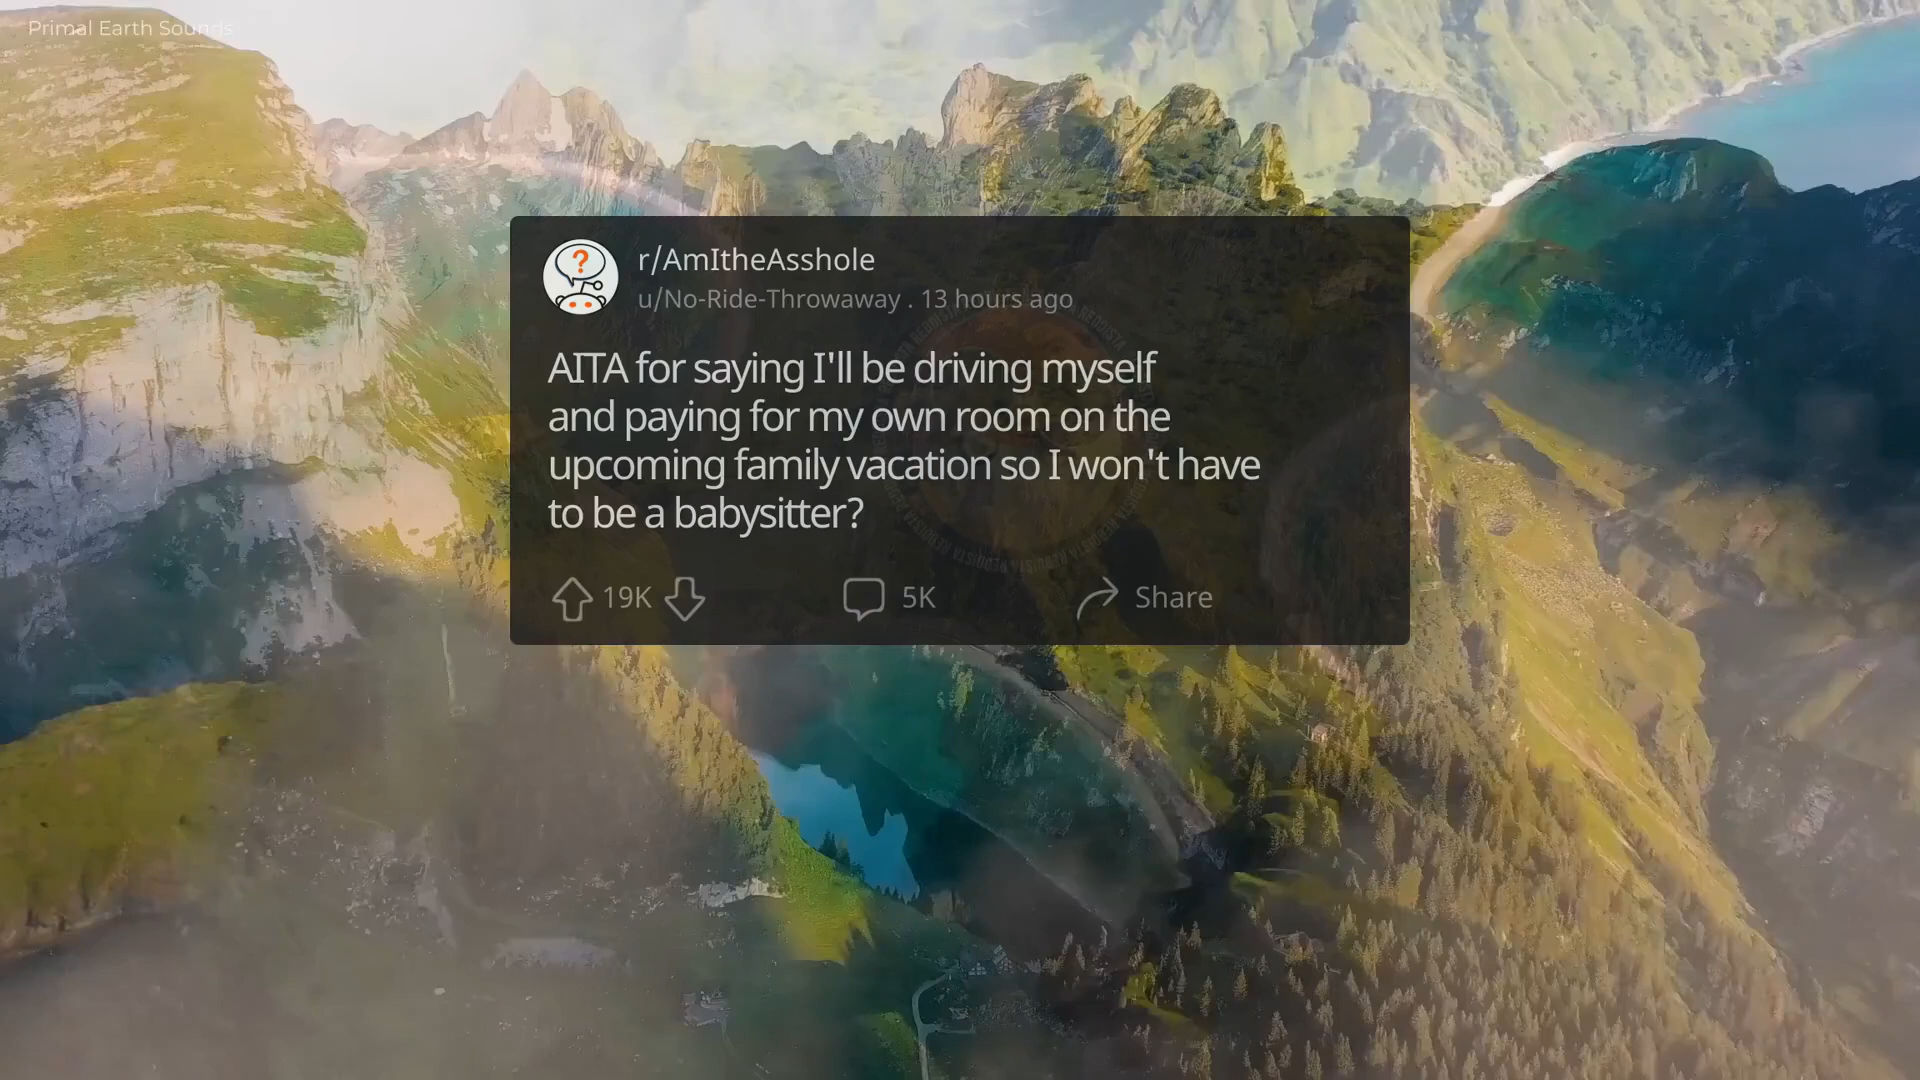 Primal Earth Sounds
r/AmItheAsshole
u/No-Ride-Throwaway . 13 hours ago
AITA for saying I'll be driving myself
and paying for my own room on the
upcoming family vacation so I won't have
to be a babysitter?
19K
5K
Share